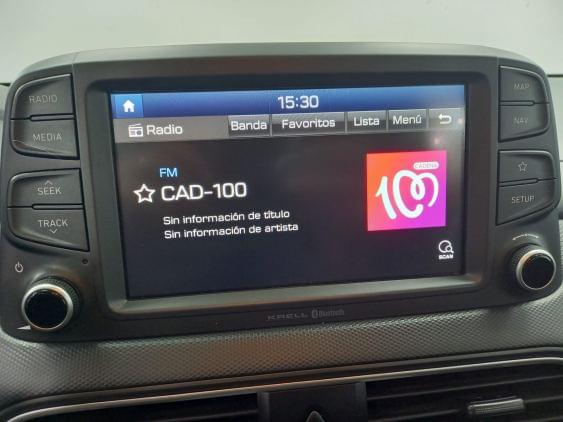 15:30
RADIO
MEDIA
SEEK
TRACK
MAP
NAV
SETUP
Radio
Banda Favoritos Lista Menú
FM
CAD-100
Sin información de título
Sin información de artista
CADENA
100
SCAN
KRELL Bluetooth